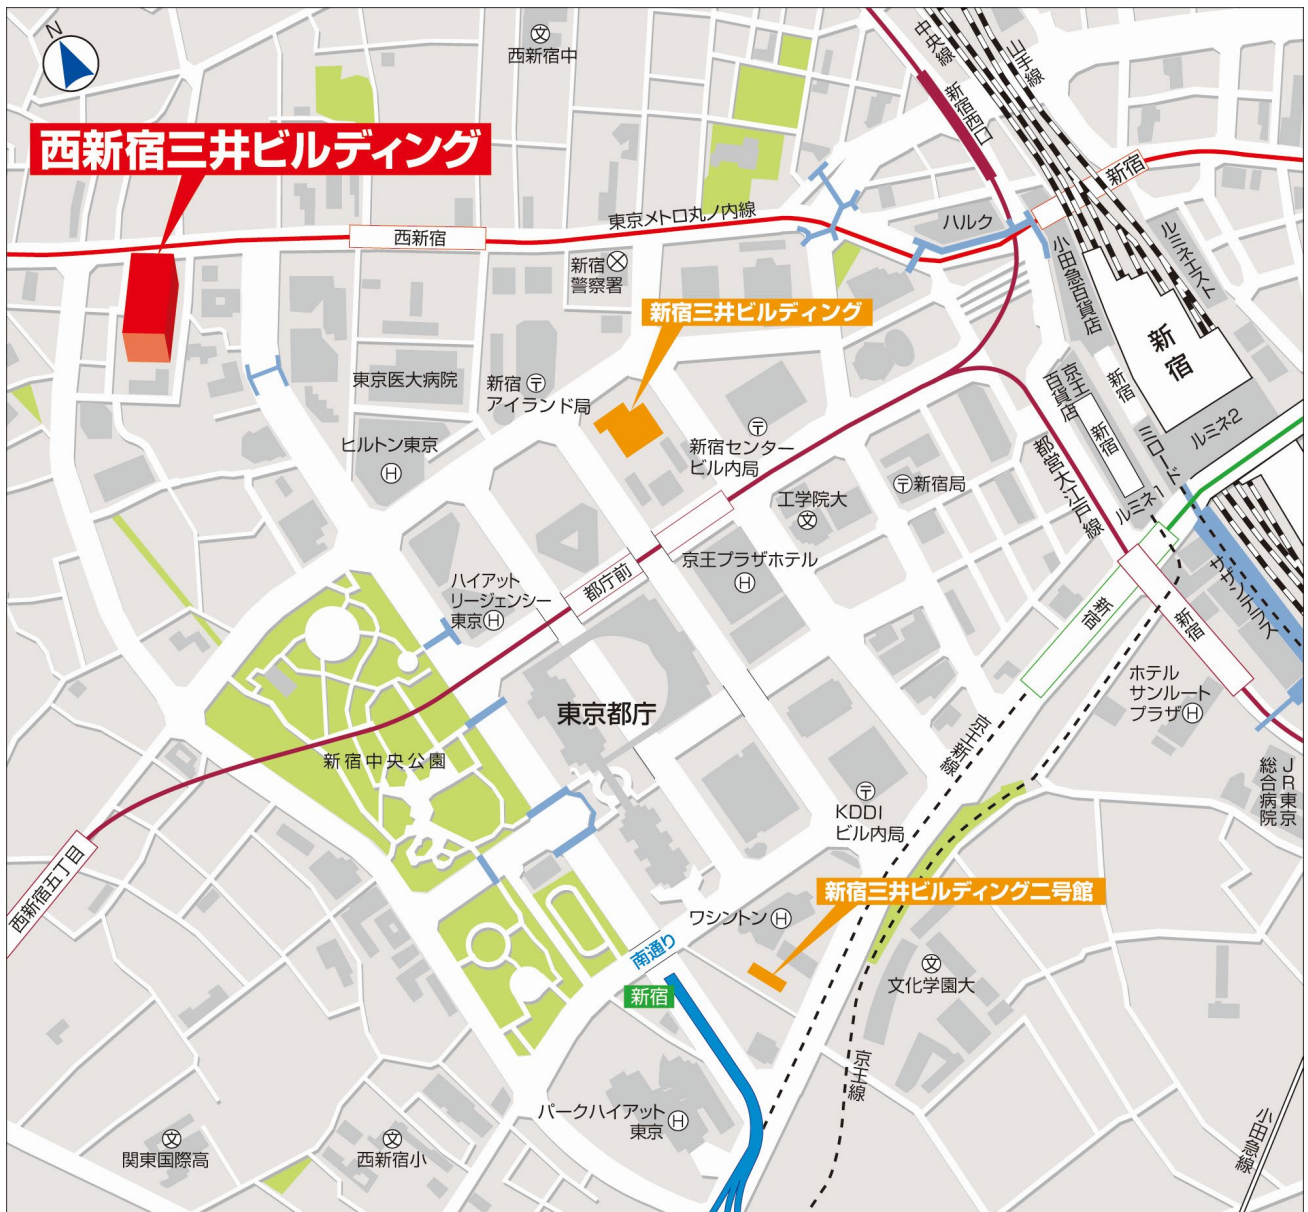 N
西新宿中
中央線
山手線
新宿西口
西新宿三井ビルディング
新宿
東京メトロ丸ノ内線
西新宿
ハルク
ルミネエスト
小田急百貨店
新宿
警察署
新宿三井ビルディング
新宿
新宿
京王
百貨店
新宿
ルミネ2
ミロード
ルミネ1
東京医大病院
新宿
アイランド局
ヒルトン東京
H
新宿センター
ビル内局
新宿局
工学院大
都営大江戸線
京王プラザホテル
H
都庁前
ハイアット
リージェンシー
東京H
新宿
新宿
サザンテラス
東京都庁
ホテル
サンルート
プラザH
新宿中央公園
京王新線
JR東京
総合病院
KDDI
ビル内局
西新宿五丁目
新宿三井ビルディング二号館
ワシントンH
南通り
新宿
文化学園大
京王線
パークハイアット
東京
H
小田急線
関東国際高
西新宿小